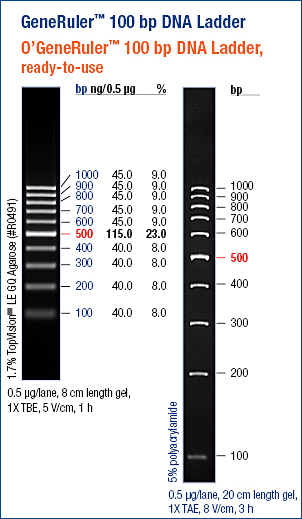 GeneRuler™ 100 bp DNA Ladder
O'GeneRuler™ 100 bp DNA Ladder,
ready-to-use
bp ng/0.5 µg %
1000 45.0 9.0
900 45.0 9.0
800 45.0 9.0
700 45.0 9.0
600 45.0 9.0
500 115.0 23.0
400 40.0 8.0
300 40.0 8.0
200 40.0 8.0
100 40.0 8.0
1.7% TopVision™ LE GQ Agarose (#R0491)
0.5 µg/lane, 8 cm length gel,
1X TBE, 5 V/cm, 1 h
bp
1000
900
800
700
600
500
400
300
200
100
5% polyacrylamide
0.5 µg/lane, 20 cm length gel,
1X TAE, 8 V/cm, 3 h